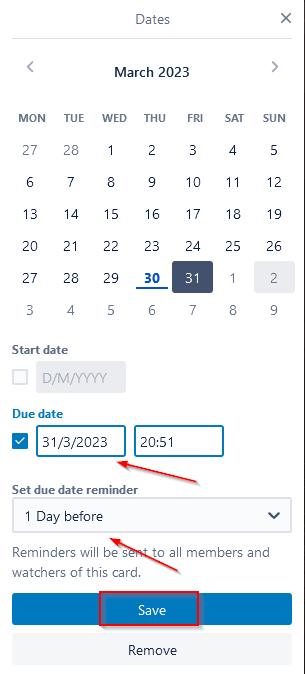 Dates
March 2023
MON TUE WED THU FRI SAT SUN
27 28 1 2 3 4 5
6 7 8 9 10 11 12
13 14 15 16 17 18 19
20 21 22 23 24 25 26
27 28 29 30 31 1 2
3 4 5 6 7 8 9
Start date
D/M/YYYY
Due date
31/3/2023 20:51
Set due date reminder
1 Day before
Reminders will be sent to all members and
watchers of this card.
Save
Remove